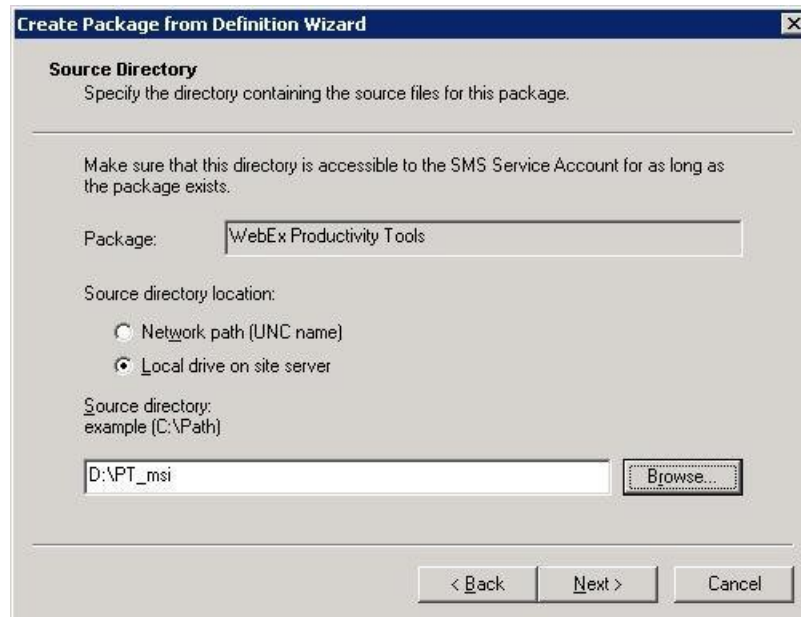 Create Package from Definition Wizard
Source Directory
Specify the directory containing the source files for this package.
Make sure that this directory is accessible to the SMS Service Account for as long as
the package exists.
Package: WebEx Productivity Tools
Source directory location:
Network path (UNC name)
Local drive on site server
Source directory:
example (C:\Path)
D:\PT_msi Browse...
< Back Next > Cancel